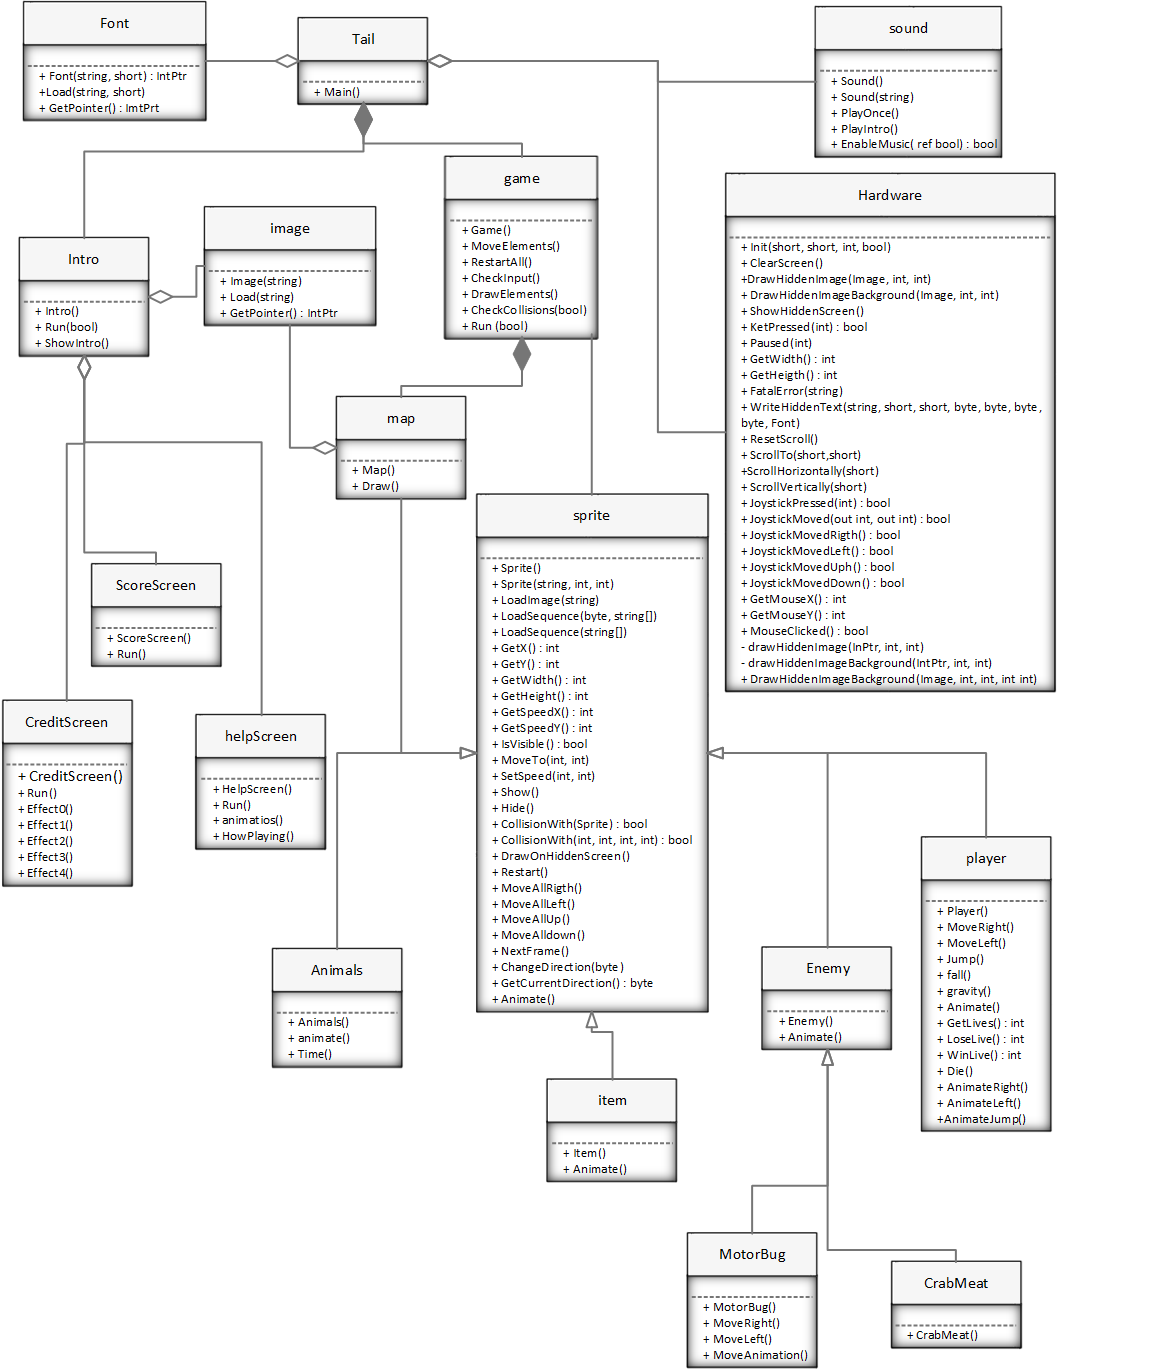 Font
+ Font(string, short) : IntPtr
+Load(string, short)
+ GetPointer() : ImtPrt
Tail
+ Main()
sound
+ Sound()
+ Sound(string)
+ PlayOnce()
+ PlayIntro()
+ EnableMusic( ref bool) : bool
game
+ Game()
+ MoveElements()
+ RestartAll()
+ CheckInput()
+ DrawElements()
+ CheckCollisions(bool)
+ Run (bool)
Hardware
+ Init(short, short, int, bool)
+ ClearScreen()
+DrawHiddenImage(Image, int, int)
+ DrawHiddenImageBackground(Image, int, int)
+ ShowHiddenScreen()
+ KetPressed(int) : bool
+ Paused(int)
+ GetWidth() : int
+ GetHeigth() : int
+ FatalError(string)
+ WriteHiddenText(string, short, short, byte, byte, byte,
byte, Font)
+ ResetScroll()
+ ScrollTo(short,short)
+ScrollHorizontally(short)
+ ScrollVertically(short)
+ JoystickPressed(int) : bool
+ JoystickMoved(out int, out int) : bool
+ JoystickMovedRigth() : bool
+ JoystickMovedLeft() : bool
+ JoystickMovedUph() : bool
+ JoystickMovedDown() : bool
+ GetMouseX() : int
+ GetMouseY() : int
+ MouseClicked() : bool
- drawHiddenImage(InPtr, int, int)
- drawHiddenImageBackground(IntPtr, int, int)
+ DrawHiddenImageBackground(Image, int, int, int int)
Intro
+ Intro()
+ Run(bool)
+ ShowIntro()
image
+ Image(string)
+ Load(string)
+ GetPointer() : IntPtr
map
+ Map()
+ Draw()
sprite
+ Sprite()
+ Sprite(string, int, int)
+ LoadImage(string)
+ LoadSequence(byte, string[])
+ LoadSequence(string[])
+ GetX() : int
+ GetY() : int
+ GetWidth() : int
+ GetHeight() : int
+ GetSpeedX() : int
+ GetSpeedY() : int
+ IsVisible() : bool
+ MoveTo(int, int)
+ SetSpeed(int, int)
+ Show()
+ Hide()
+ CollisionWith(Sprite) : bool
+ CollisionWith(int, int, int, int) : bool
+ DrawOnHiddenScreen()
+ Restart()
+ MoveAllRigth()
+ MoveAllLeft()
+ MoveAllUp()
+ MoveAlldown()
+ NextFrame()
+ ChangeDirection(byte)
+ GetCurrentDirection() : byte
+ Animate()
ScoreScreen
+ ScoreScreen()
+ Run()
CreditScreen
+ CreditScreen()
+ Run()
+ Effect0()
+ Effect1()
+ Effect2()
+ Effect3()
+ Effect4()
helpScreen
+ HelpScreen()
+ Run()
+ animatios()
+ HowPlaying()
Animals
+ Animals()
+ animate()
+ Time()
item
+ Item()
+ Animate()
Enemy
+ Enemy()
+ Animate()
player
+ Player()
+ MoveRight()
+ MoveLeft()
+ Jump()
+ fall()
+ gravity()
+ Animate()
+ GetLives() : int
+ LoseLive() : int
+ WinLive() : int
+ Die()
+ AnimateRight()
+ AnimateLeft()
+AnimateJump()
MotorBug
+ MotorBug()
+ MoveRight()
+ MoveLeft()
+ MoveAnimation()
CrabMeat
+ CrabMeat()